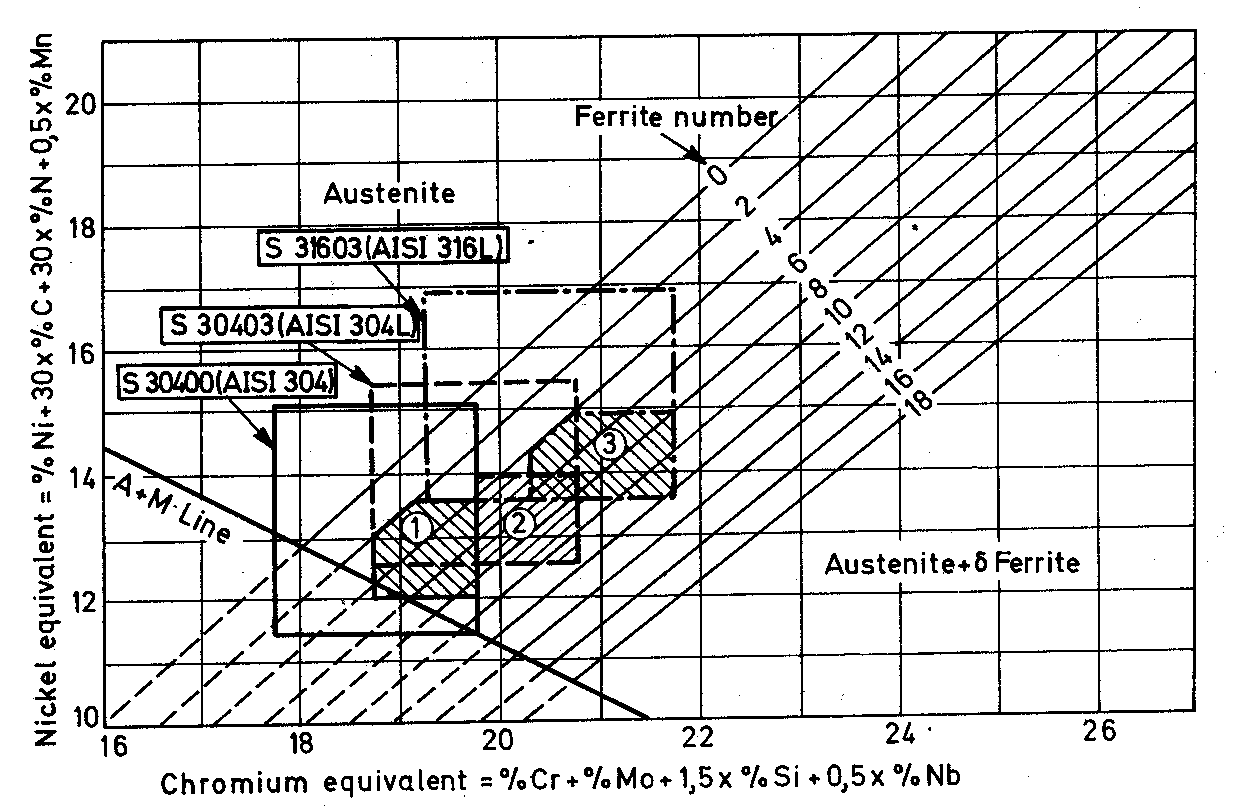 Nickel equivalent = % Ni + 30 x % C + 30 x % N + 0,5 x % Mn
20
18
16
14
12
10
Ferrite number
0
2
4
6
8
10
12
14
16
18
Austenite
S 31603(AISI 316L)
S 30403(AISI 304L)
S 30400(AISI 304)
A+M-Line
1
2
3
Austenite+δ Ferrite
16
18
20
22
24
26
Chromium equivalent = %Cr + %Mo + 1,5 x %Si + 0,5 x %Nb